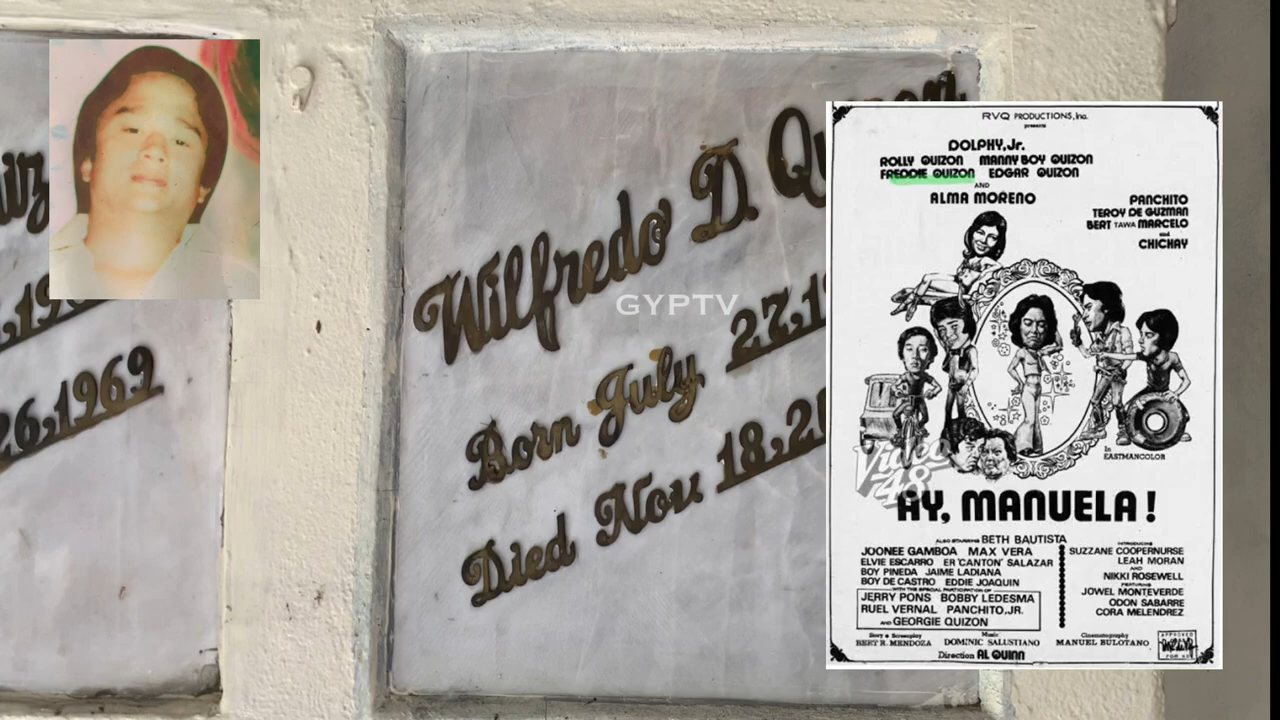 26,1969
Wilfredo D. Quizon
Born July 27,1
Died Nov 18,2
GYPTV
RVQ PRODUCTIONS, Inc.
presents
DOLPHY, Jr.
ROLLY QUIZON MANNY BOY QUIZON
FREDDIE QUIZON EDGAR QUIZON
AND
ALMA MORENO
PANCHITO
TEROY DE GUZMAN
BERT TAWA MARCELO
and
CHICHAY
In
EASTMANCOLOR
Video
48
AY, MANUELA!
ALSO STARRING BETH BAUTISTA
JOONEE GAMBOA MAX VERA
ELVIE ESCARRO ER 'CANTON' SALAZAR
BOY PINEDA JAIME LADIANA
BOY DE CASTRO EDDIE JOAQUIN
WITH THE SPECIAL PARTICIPATION OF
JERRY PONS BOBBY LEDESMA
RUEL VERNAL PANCHITO, JR.
AND GEORGIE QUIZON
INTRODUCING
SUZZANE COOPERNURSE
LEAH MORAN
AND
NIKKI ROSEWELL
FEATURING
JOWEL MONTEVERDE
ODON SABARRE
CORA MELENDREZ
Story & Screenplay
BERT R. MENDOZA
Music
DOMINIC SALUSTIANO
Cinematography
MANUEL BULOTANO
Direction AL QUINN
APPROVED